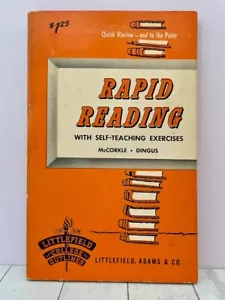 $1.25
Quick Review — and to the Point
RAPID
READING
WITH SELF-TEACHING EXERCISES
McCORKLE • DINGUS
LITTLEFIELD
COLLEGE
OUTLINES
LITTLEFIELD, ADAMS & CO.